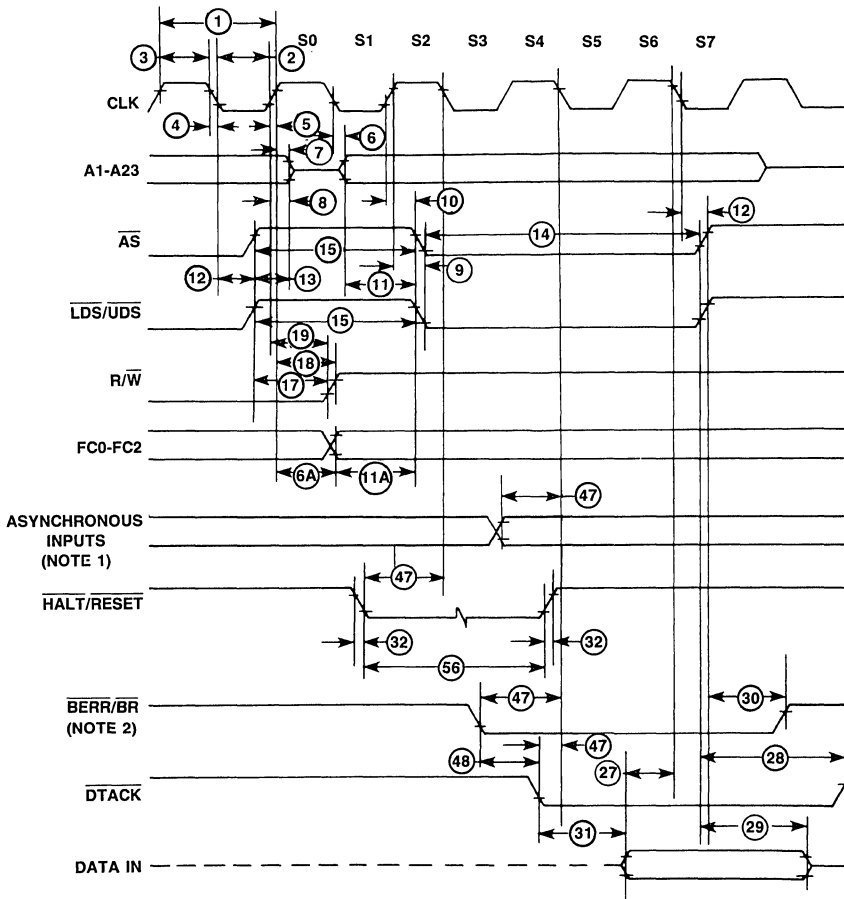 1
S0 S1 S2 S3 S4 S5 S6 S7
3 2
CLK
4 5 6
7
A1-A23
8 10 12
AS
15 14
9
12 13 11
LDS/UDS
15
19
18
R/W
17
FC0-FC2
6A 11A
47
ASYNCHRONOUS
INPUTS
(NOTE 1)
47
HALT/RESET
32 32
56
BERR/BR
(NOTE 2)
47 30
47
48 27 28
DTACK
31 29
DATA IN